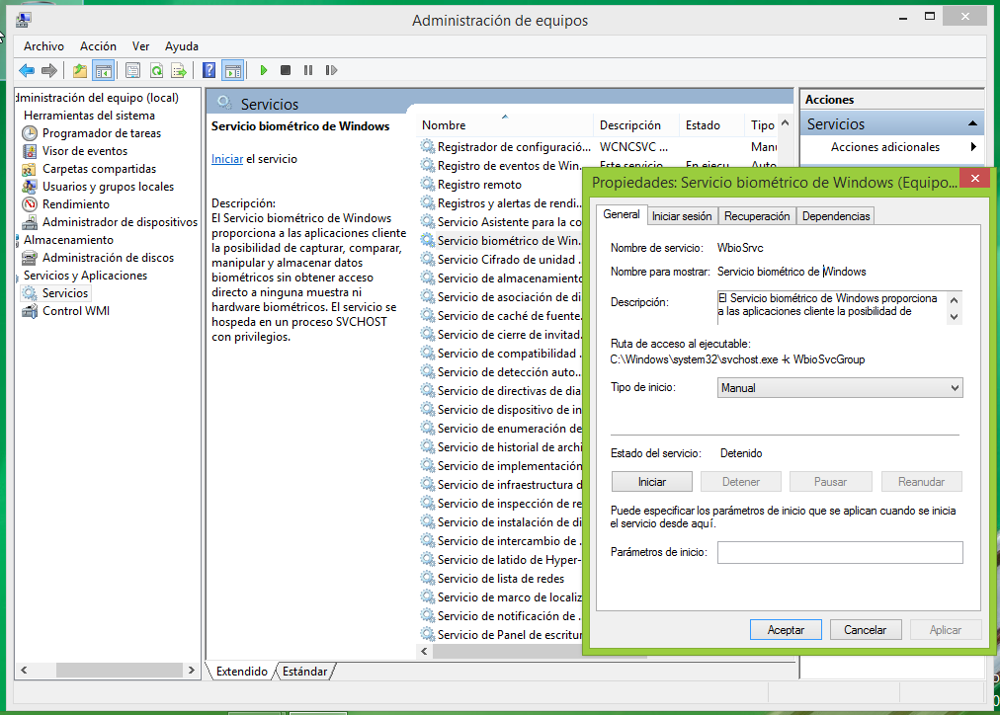 Administración de equipos
Archivo Acción Ver Ayuda
dministración del equipo (local)
Herramientas del sistema
Programador de tareas
Visor de eventos
Carpetas compartidas
Usuarios y grupos locales
Rendimiento
Administrador de dispositivos
Almacenamiento
Administración de discos
Servicios y Aplicaciones
Servicios
Control WMI
Servicios
Servicio biométrico de Windows
Iniciar el servicio
Descripción:
El Servicio biométrico de Windows
proporciona a las aplicaciones cliente
la posibilidad de capturar, comparar,
manipular y almacenar datos
biométricos sin obtener acceso
directo a ninguna muestra ni
hardware biométricos. El servicio se
hospeda en un proceso SVCHOST
con privilegios.
Nombre Descripción Estado Tipo
Registrador de configuració... WCNCSVC ... Manu
Registro de eventos de Win... Este servicio En ejecu Auto
Registro remoto
Registros y alertas de rendi...
Servicio Asistente para la co
Servicio biométrico de Win.
Servicio Cifrado de unidad .
Servicio de almacenamiento
Servicio de asociación de di
Servicio de caché de fuente.
Servicio de cierre de invitad.
Servicio de compatibilidad .
Servicio de detección auto..
Servicio de directivas de dia
Servicio de dispositivo de in
Servicio de enumeración de
Servicio de historial de archi
Servicio de implementación
Servicio de infraestructura d
Servicio de inspección de re
Servicio de instalación de di
Servicio de intercambio de .
Servicio de latido de Hyper-
Servicio de lista de redes
Servicio de marco de localiz
Servicio de notificación de .
Servicio de Panel de escritur
Extendido Estándar
Acciones
Servicios
Acciones adicionales
Propiedades: Servicio biométrico de Windows (Equipo...
General Iniciar sesión Recuperación Dependencias
Nombre de servicio: WbioSrvc
Nombre para mostrar: Servicio biométrico de Windows
Descripción: El Servicio biométrico de Windows proporciona
a las aplicaciones cliente la posibilidad de
Ruta de acceso al ejecutable:
C:\Windows\system32\svchost.exe -k WbioSvcGroup
Tipo de inicio: Manual
Estado del servicio: Detenido
Iniciar Detener Pausar Reanudar
Puede especificar los parámetros de inicio que se aplican cuando se inicia
el servicio desde aquí.
Parámetros de inicio:
Aceptar Cancelar Aplicar